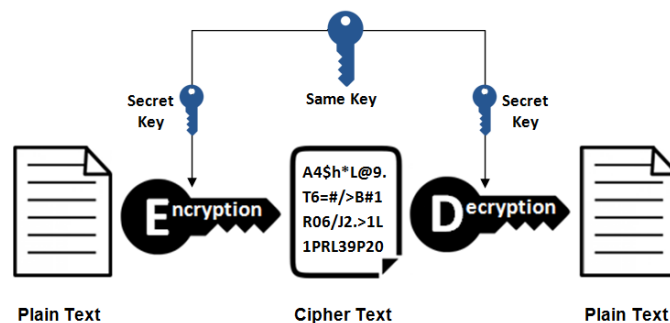 Secret
Key
Same Key
Secret
Key
Encryption
A4$h*L@9.
T6=#/>B#1
R06/J2.>1L
1PRL39P20
Decryption
Plain Text
Cipher Text
Plain Text